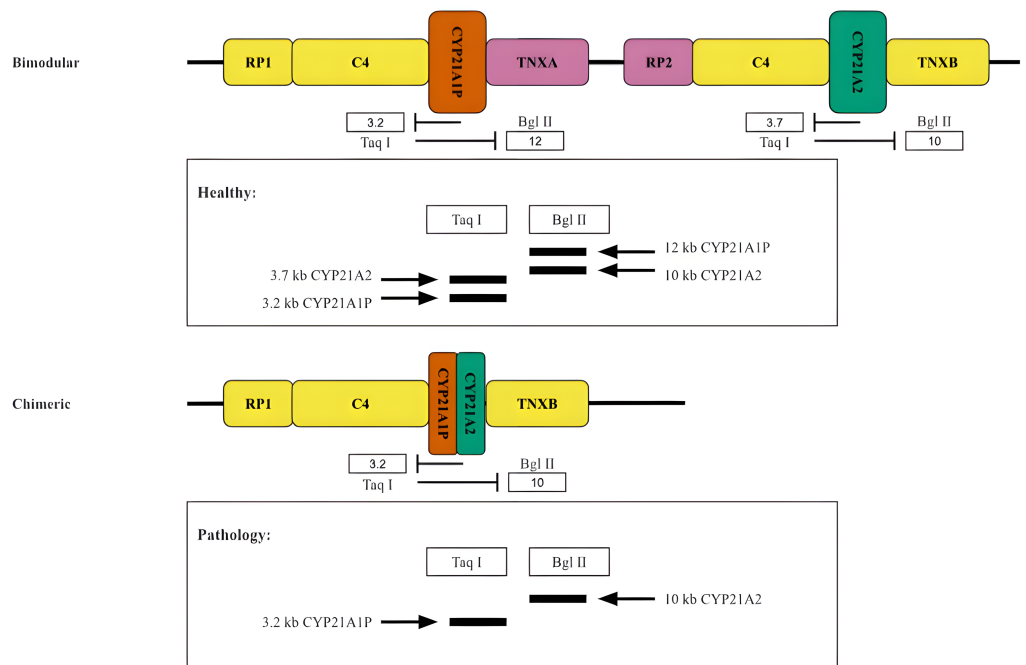 Bimodular
RP1 C4 CYP21A1P TNXA RP2 C4 CYP21A2 TNXB
3.2 Bgl II 3.7 Bgl II
Taq I 12 Taq I 10
Healthy:
Taq I Bgl II
12 kb CYP21A1P
3.7 kb CYP21A2 10 kb CYP21A2
3.2 kb CYP21A1P
Chimeric
RP1 C4 CYP21A1P CYP21A2 TNXB
3.2 Bgl II
Taq I 10
Pathology:
Taq I Bgl II
10 kb CYP21A2
3.2 kb CYP21A1P